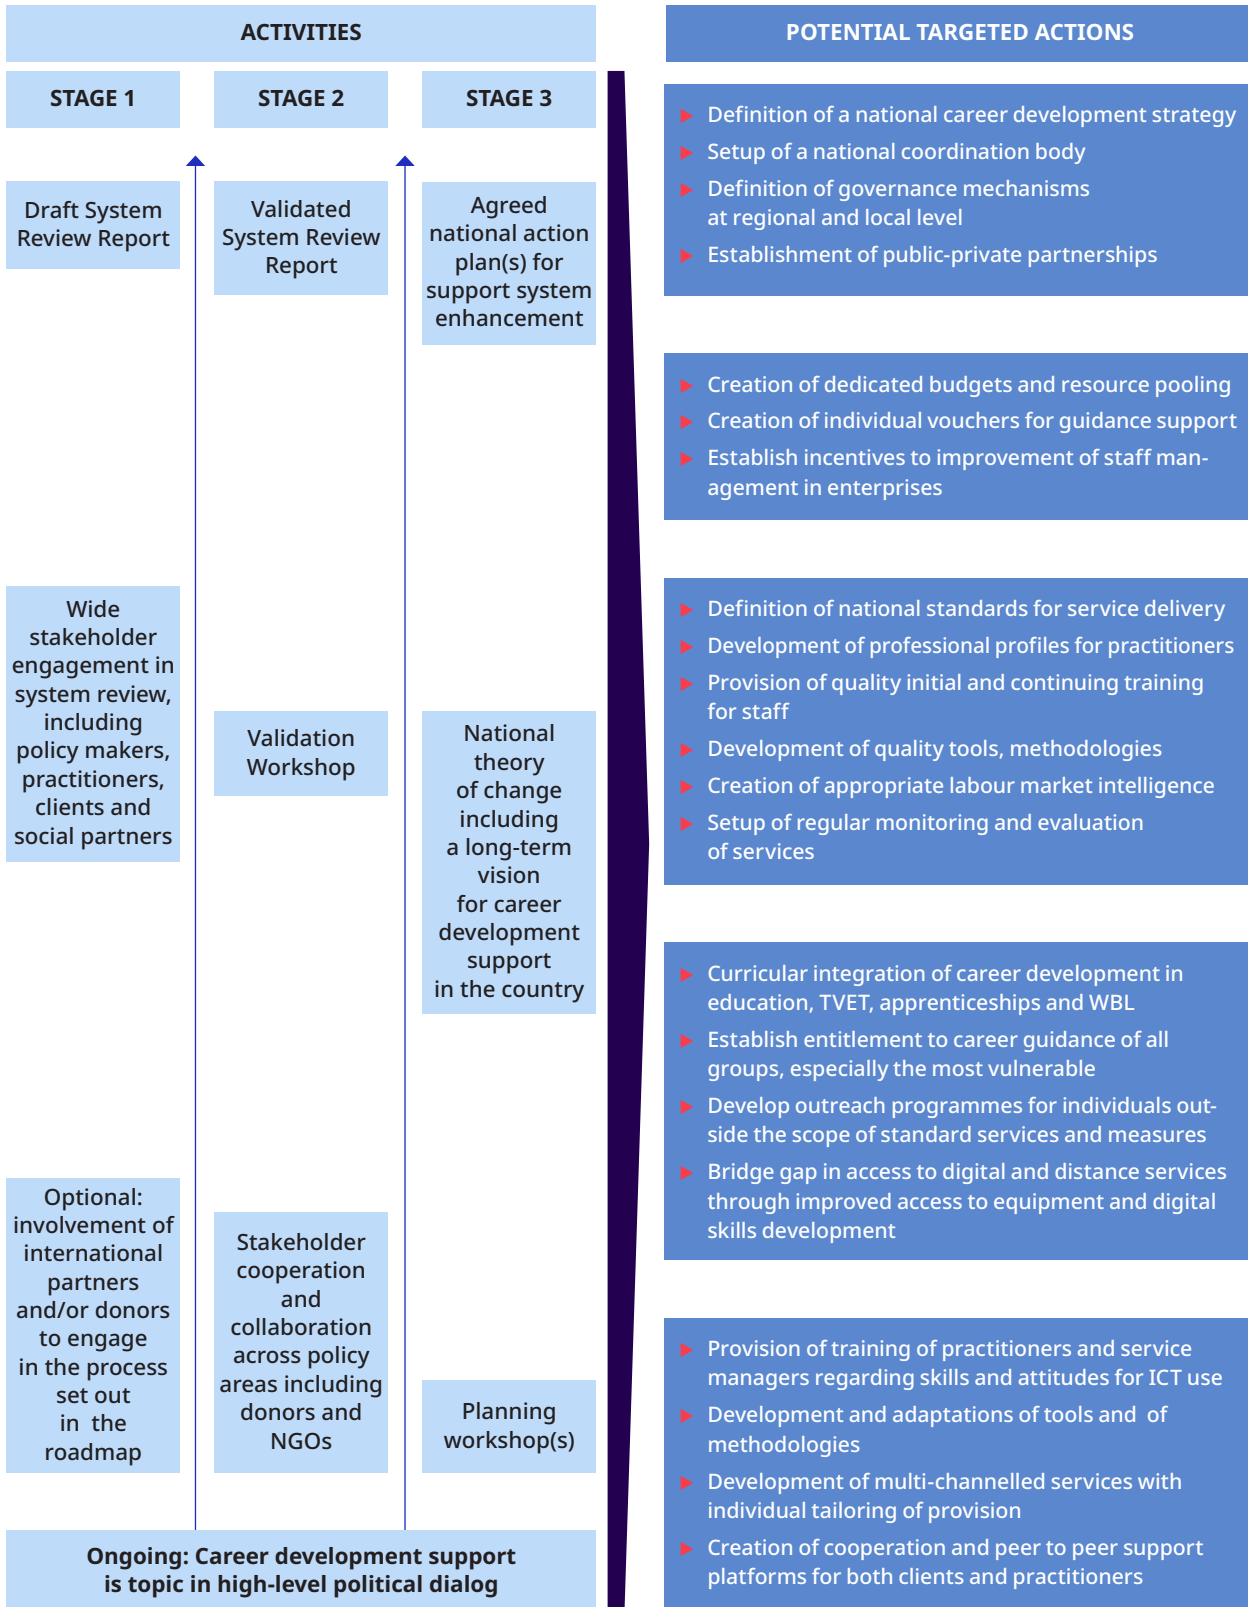 ACTIVITIES
STAGE 1
STAGE 2
STAGE 3
Draft System
Review Report
Wide
stakeholder
engagement in
system review,
including
policy makers,
practitioners,
clients and
social partners
Optional:
involvement of
international
partners
and/or donors
to engage
in the process
set out
in the
roadmap
Validated
System Review
Report
Validation
Workshop
Stakeholder
cooperation
and
collaboration
across policy
areas including
donors and
NGOs
Agreed
national action
plan(s) for
support system
enhancement
National
theory
of change
including
a long-term
vision
for career
development
support
in the country
Planning
workshop(s)
Ongoing: Career development support
is topic in high-level political dialog
POTENTIAL TARGETED ACTIONS
Definition of a national career development strategy
Setup of a national coordination body
Definition of governance mechanisms
at regional and local level
Establishment of public-private partnerships
Creation of dedicated budgets and resource pooling
Creation of individual vouchers for guidance support
Establish incentives to improvement of staff man-
agement in enterprises
Definition of national standards for service delivery
Development of professional profiles for practitioners
Provision of quality initial and continuing training
for staff
Development of quality tools, methodologies
Creation of appropriate labour market intelligence
Setup of regular monitoring and evaluation
of services
Curricular integration of career development in
education, TVET, apprenticeships and WBL
Establish entitlement to career guidance of all
groups, especially the most vulnerable
Develop outreach programmes for individuals out-
side the scope of standard services and measures
Bridge gap in access to digital and distance services
through improved access to equipment and digital
skills development
Provision of training of practitioners and service
managers regarding skills and attitudes for ICT use
Development and adaptations of tools and of
methodologies
Development of multi-channelled services with
individual tailoring of provision
Creation of cooperation and peer to peer support
platforms for both clients and practitioners